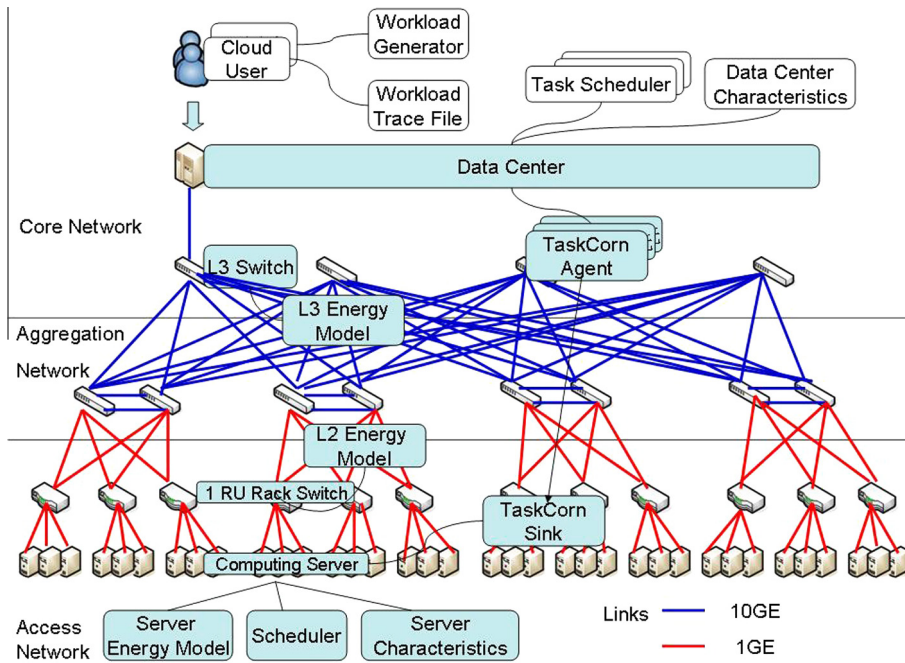 Cloud
User
Workload
Generator
Workload
Trace File
Task Scheduler
Data Center
Characteristics
Data Center
Core Network
L3 Switch
TaskCorn
Agent
L3 Energy
Model
Aggregation
Network
L2 Energy
Model
1 RU Rack Switch
TaskCorn
Sink
Computing Server
Access
Network
Server
Energy Model
Scheduler
Server
Characteristics
Links
10GE
1GE